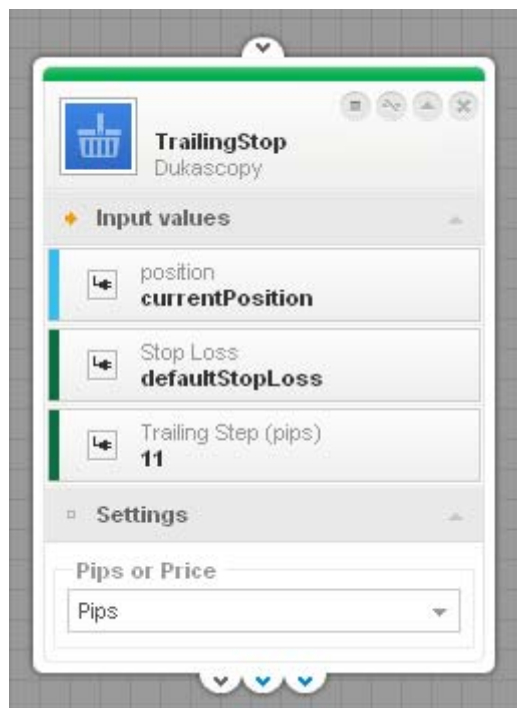 TrailingStop
Dukascopy
Input values
position
currentPosition
Stop Loss
defaultStopLoss
Trailing Step (pips)
11
Settings
Pips or Price
Pips